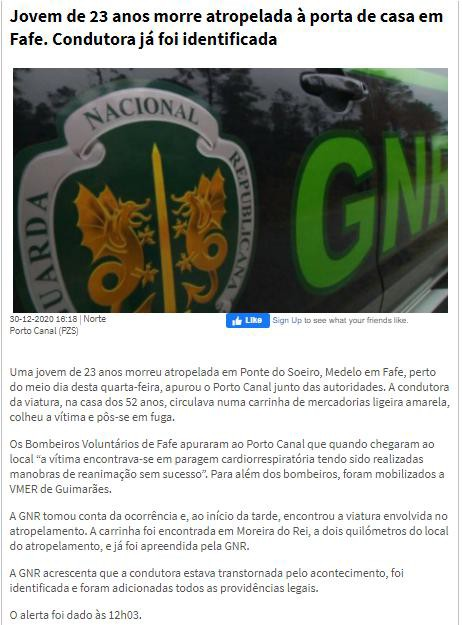 Jovem de 23 anos morre atropelada à porta de casa em
Fafe. Condutora já foi identificada
GUARDA NACIONAL REPUBLICANA
GNR
30-12-2020 16:18 | Norte
Porto Canal (PZS)
Like Sign Up to see what your friends like.
Uma jovem de 23 anos morreu atropelada em Ponte do Soeiro, Medelo em Fafe, perto
do meio dia desta quarta-feira, apurou o Porto Canal junto das autoridades. A condutora
da viatura, na casa dos 52 anos, circulava numa carrinha de mercadorias ligeira amarela,
colheu a vítima e pôs-se em fuga.
Os Bombeiros Voluntários de Fafe apuraram ao Porto Canal que quando chegaram ao
local “a vítima encontrava-se em paragem cardiorrespiratória tendo sido realizadas
manobras de reanimação sem sucesso”. Para além dos bombeiros, foram mobilizados a
VMER de Guimarães.
A GNR tomou conta da ocorrência e, ao início da tarde, encontrou a viatura envolvida no
atropelamento. A carrinha foi encontrada em Moreira do Rei, a dois quilómetros do local
do atropelamento, e já foi apreendida pela GNR.
A GNR acrescenta que a condutora estava transtornada pelo acontecimento, foi
identificada e foram adicionadas todos as providências legais.
O alerta foi dado às 12h03.